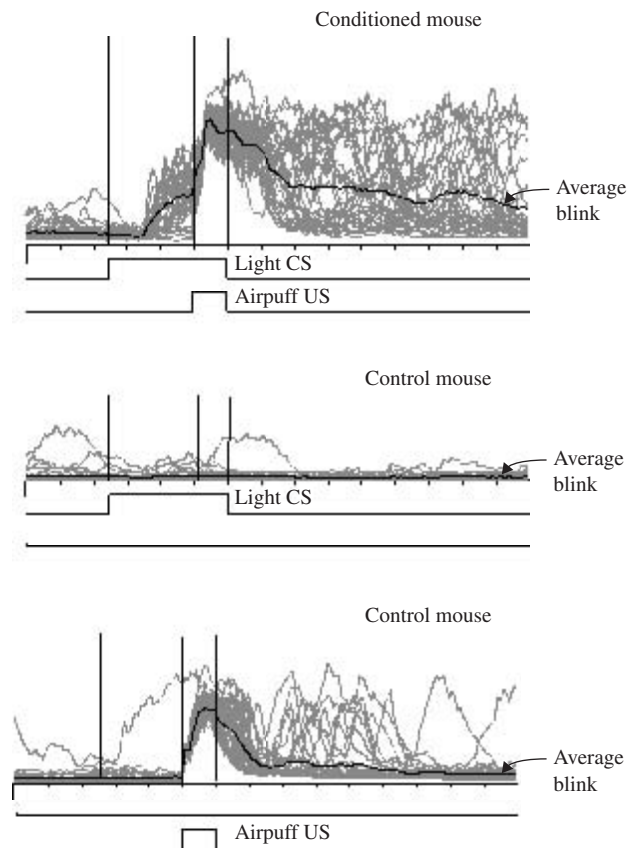 Conditioned mouse
Average
blink
Light CS
Airpuff US
Control mouse
Average
blink
Light CS
Control mouse
Average
blink
Airpuff US